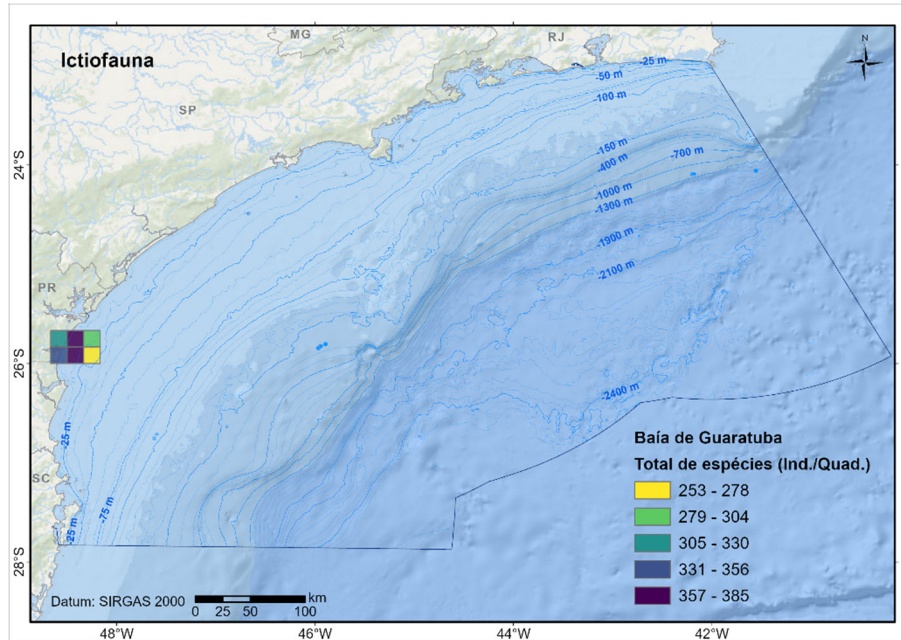 Ictiofauna
MG
RJ
N
SP
PR
SC
-25 m
-50 m
-100 m
-150 m
-400 m
-700 m
-1000 m
-1300 m
-1900 m
-2100 m
-2400 m
-25 m
-75 m
-25 m
24°S
26°S
28°S
48°W
46°W
44°W
42°W
Baía de Guaratuba
Total de espécies (Ind./Quad.)
253 - 278
279 - 304
305 - 330
331 - 356
357 - 385
Datum: SIRGAS 2000
km
0 25 50 100